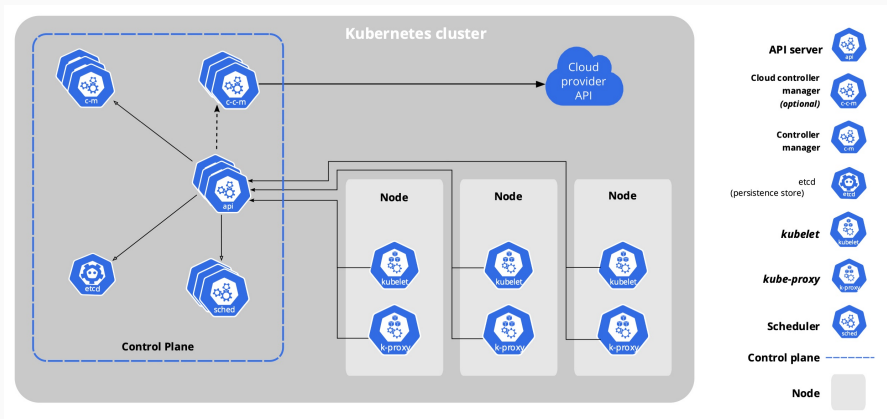 Kubernetes cluster
c-m
c-c-m
Cloud
provider
API
api
etcd
sched
Control Plane
Node
Node
Node
kubelet
kubelet
kubelet
k-proxy
k-proxy
k-proxy
API server
api
Cloud controller
manager
(optional)
c-c-m
Controller
manager
c-m
etcd
(persistence store)
etcd
kubelet
kubelet
kube-proxy
k-proxy
Scheduler
sched
Control plane
Node